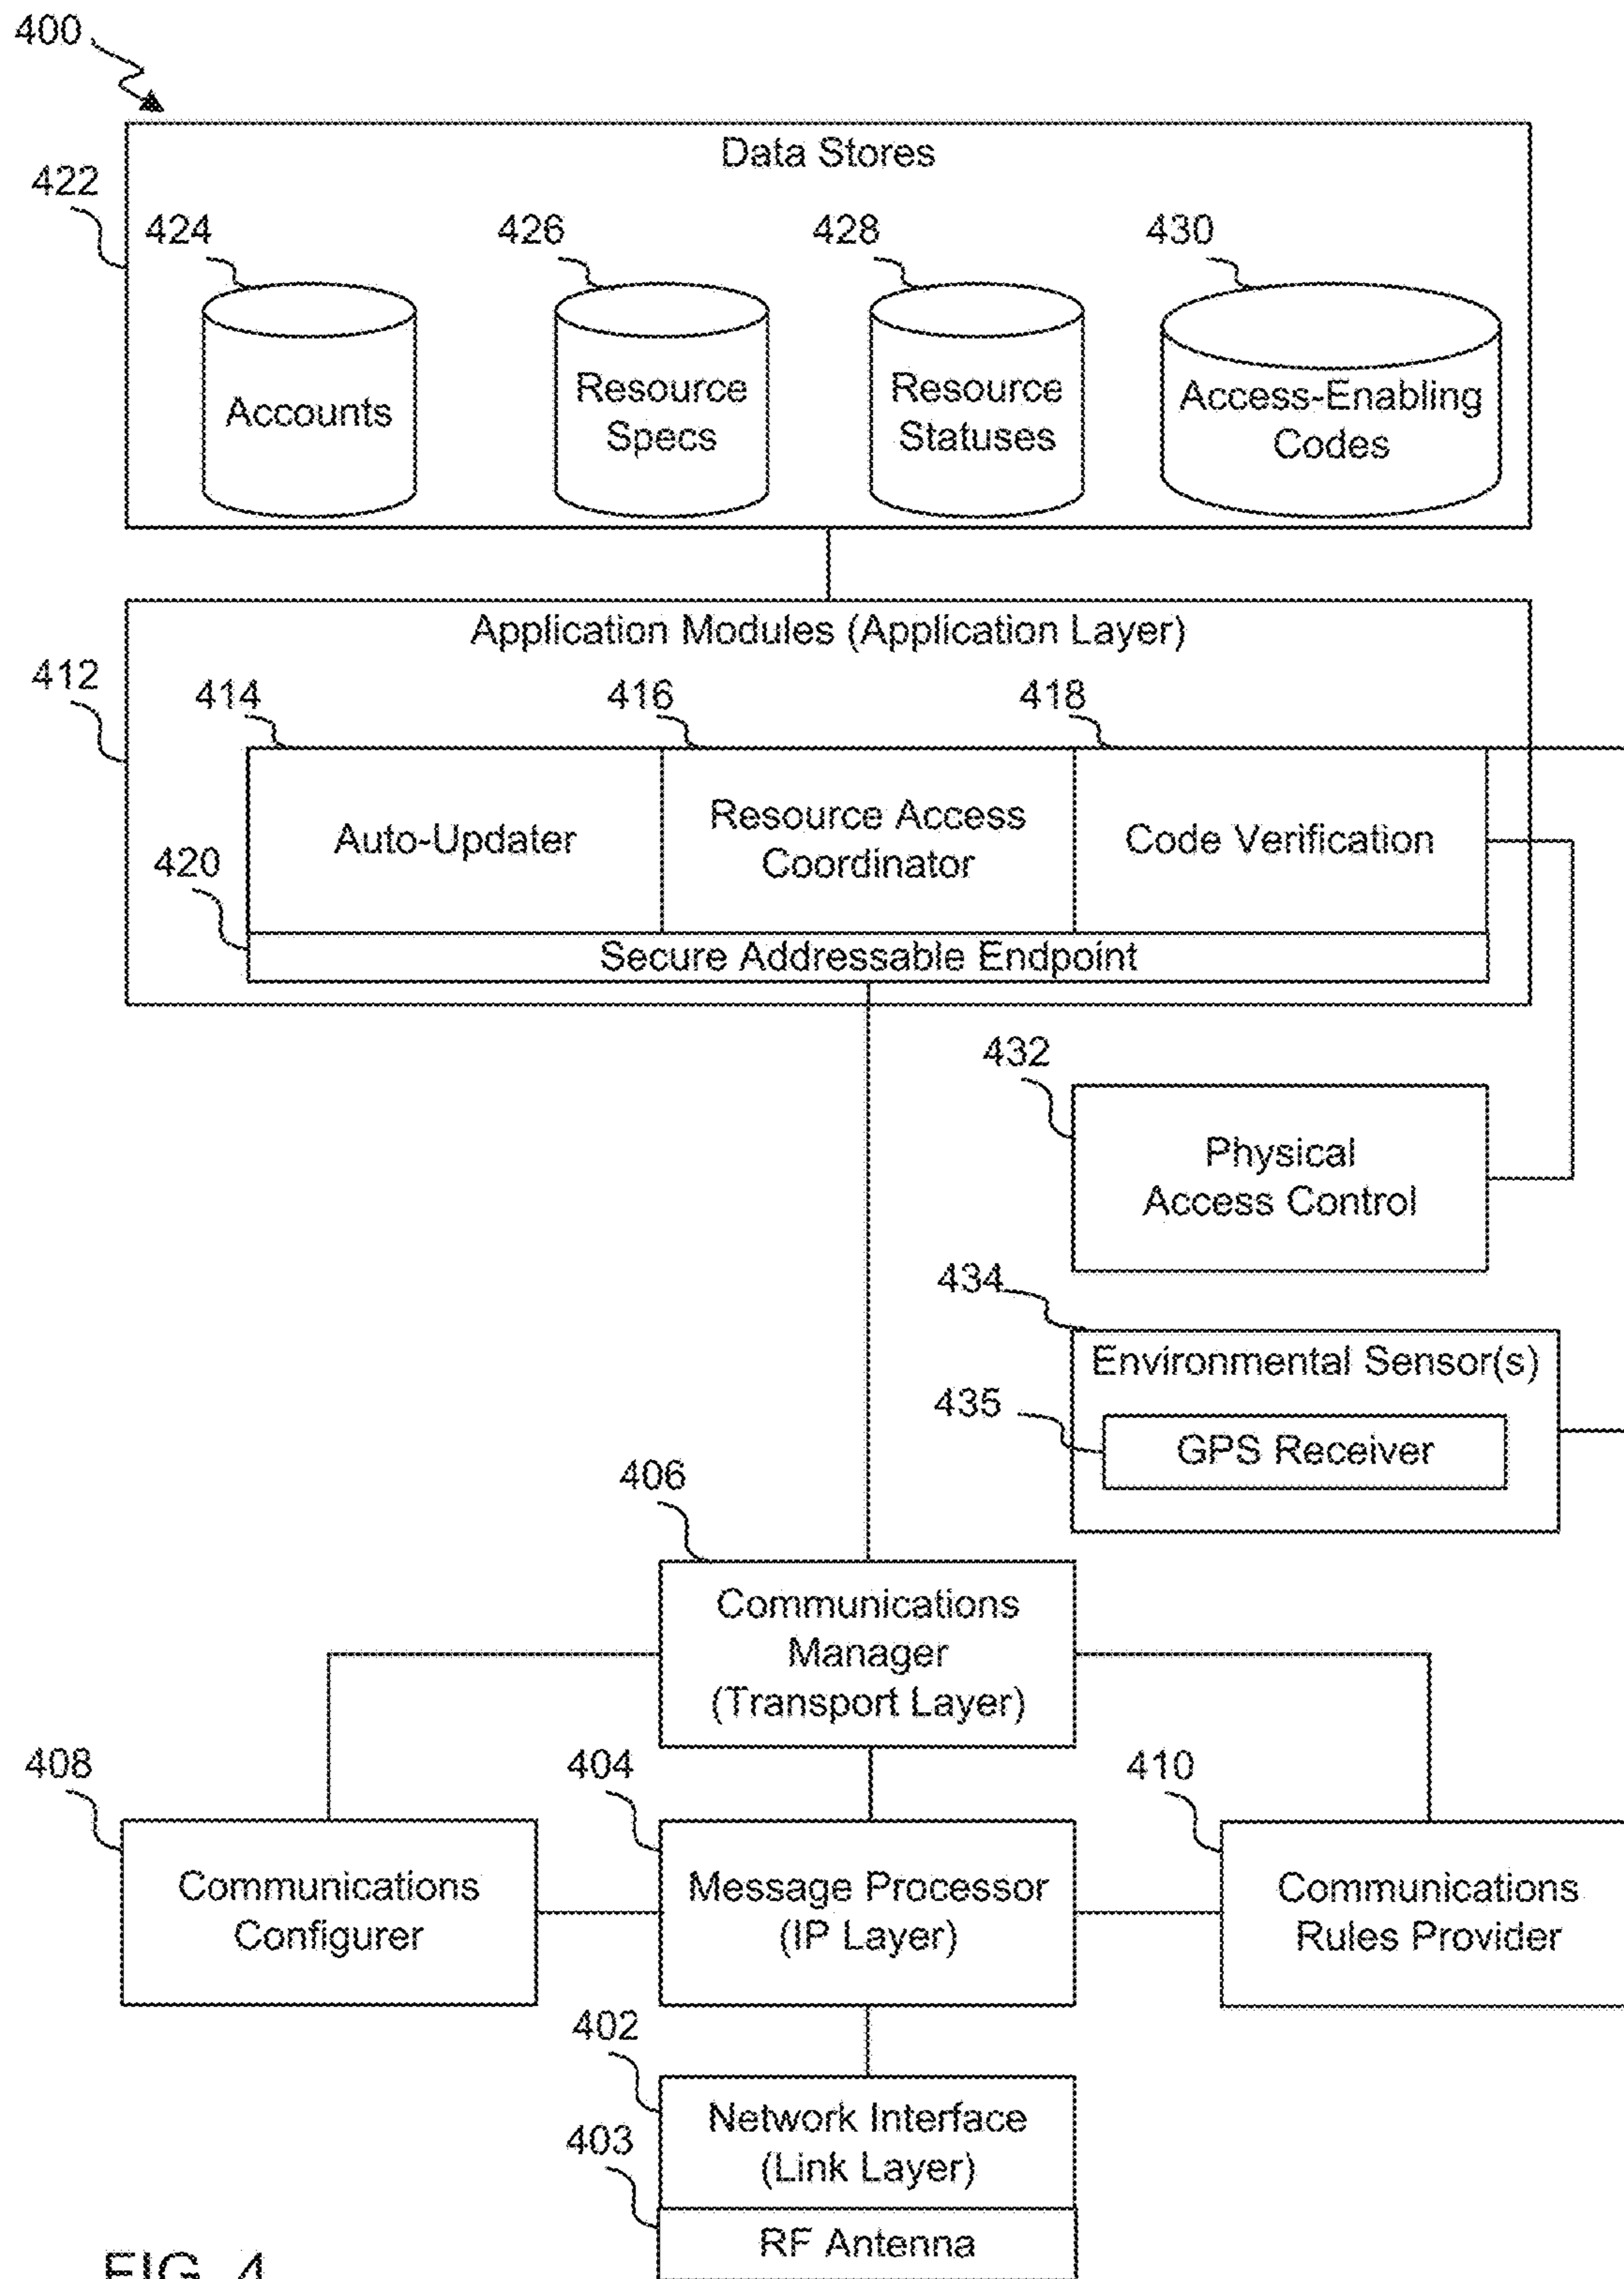 400
Data Stores
422
424
426
428
430
Accounts
Resource
Specs
Resource
Statuses
Access-Enabling
Codes
Application Modules (Application Layer)
412
414
416
418
Auto-Updater
Resource Access
Coordinator
Code Verification
420
Secure Addressable Endpoint
432
Physical
Access Control
434
Environmental Sensor(s)
435
GPS Receiver
406
Communications
Manager
(Transport Layer)
408
404
410
Communications
Configurer
Message Processor
(IP Layer)
Communications
Rules Provider
402
Network Interface
(Link Layer)
403
RF Antenna
FIG. 4